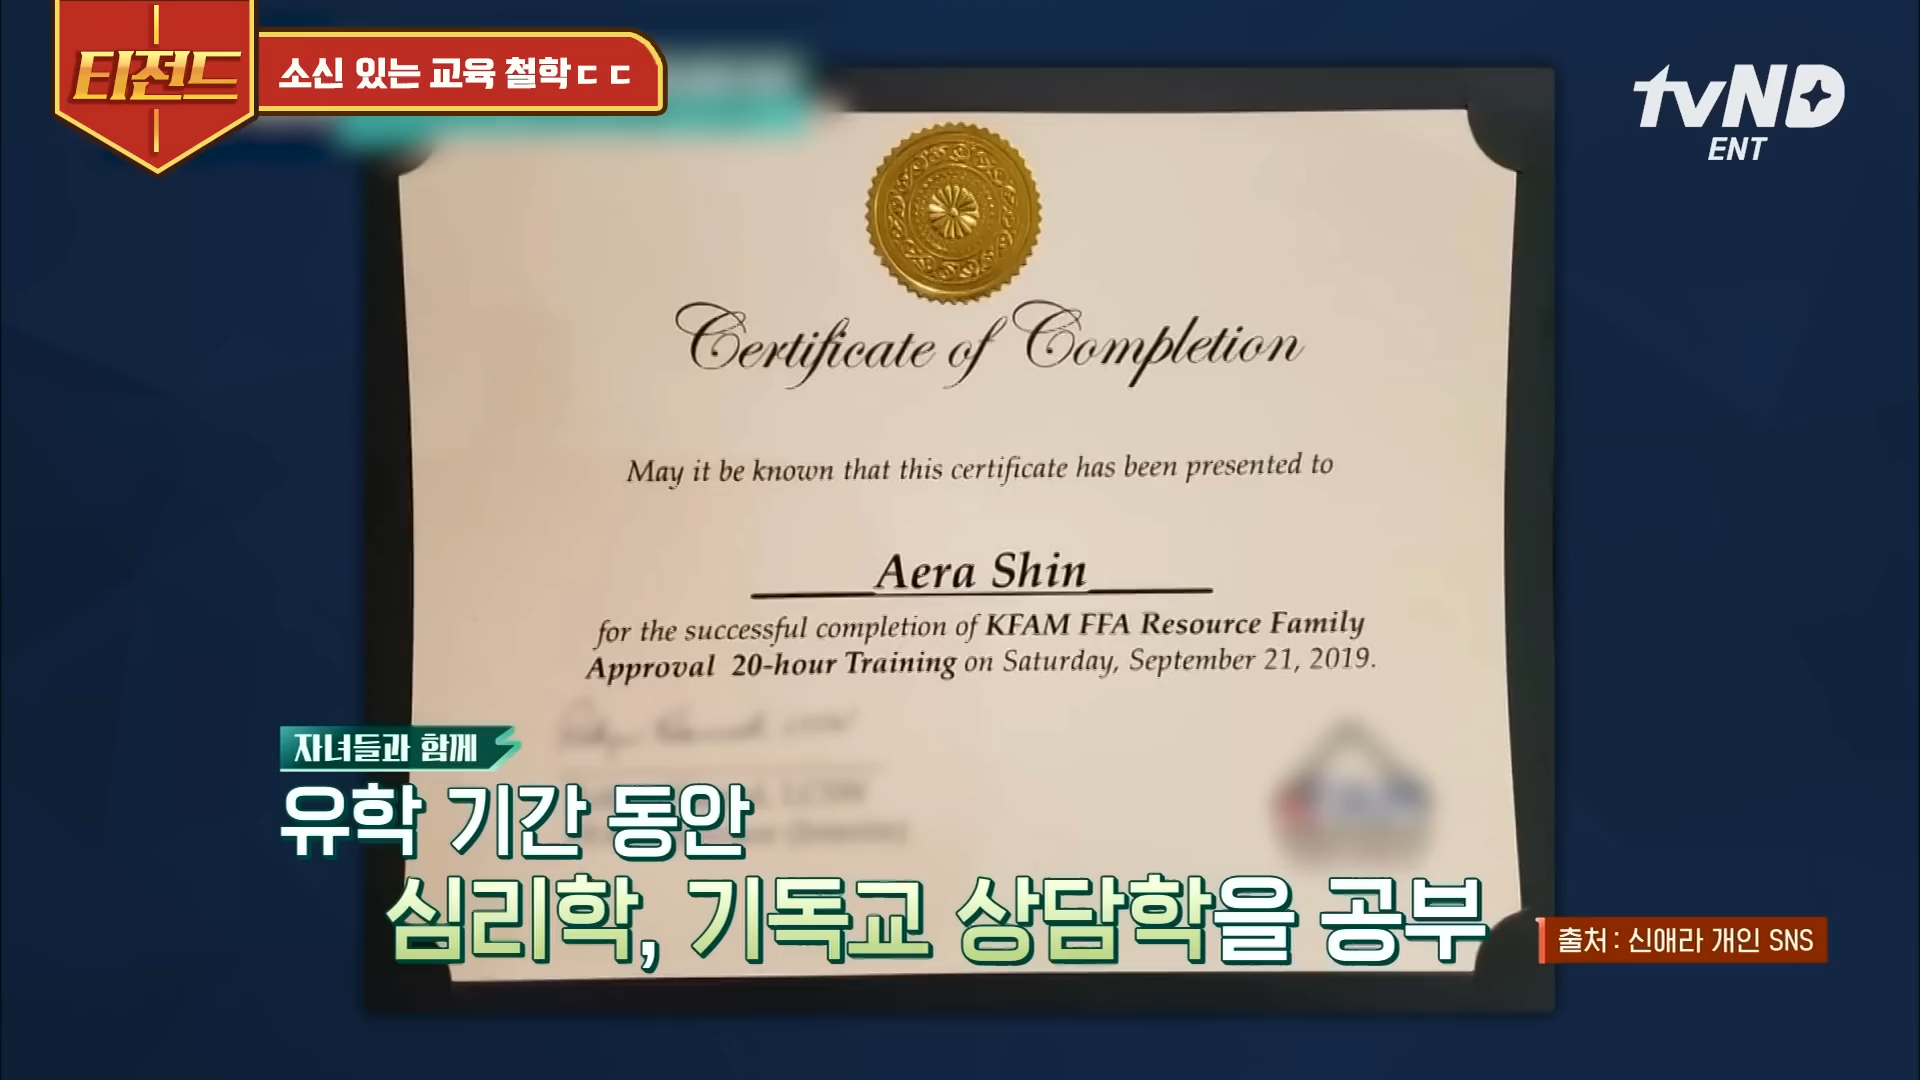 티전드
소신 있는 교육 철학ㄷㄷ
tvN D
ENT
Certificate of Completion
May it be known that this certificate has been presented to
Aera Shin
for the successful completion of KFAM FFA Resource Family
Approval 20-hour Training on Saturday, September 21, 2019.
자녀들과 함께
유학 기간 동안
심리학, 기독교 상담학을 공부
출처 : 신애라 개인 SNS